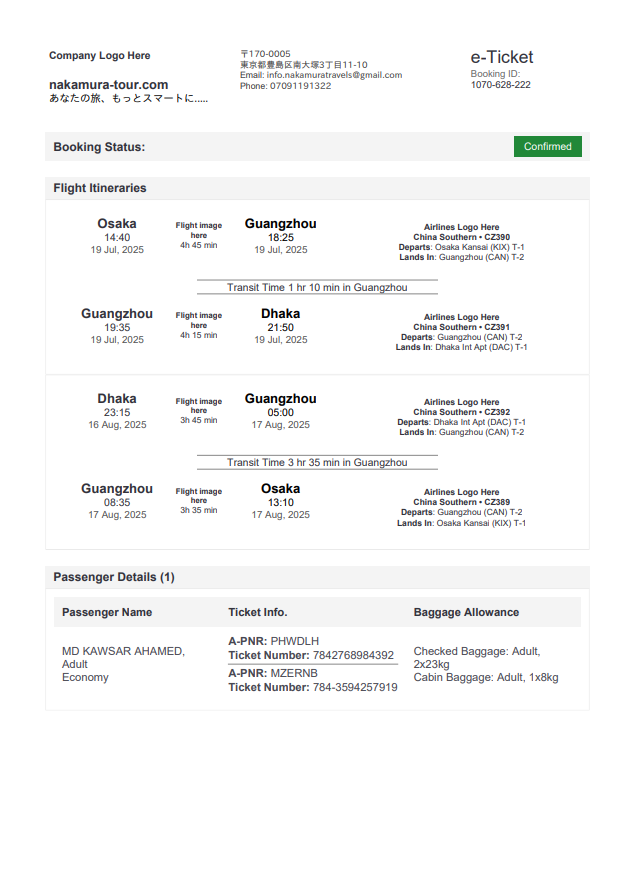 Company Logo Here
nakamura-tour.com
あなたの旅、もっとスマートに.....
〒170-0005
東京都豊島区南大塚3丁目11-10
Email: info.nakamuratravels@gmail.com
Phone: 07091191322
e-Ticket
Booking ID:
1070-628-222
Booking Status:
Confirmed
Flight Itineraries
Osaka
14:40
19 Jul, 2025
Flight image
here
4h 45 min
Guangzhou
18:25
19 Jul, 2025
Airlines Logo Here
China Southern • CZ390
Departs: Osaka Kansai (KIX) T-1
Lands In: Guangzhou (CAN) T-2
Transit Time 1 hr 10 min in Guangzhou
Guangzhou
19:35
19 Jul, 2025
Flight image
here
4h 15 min
Dhaka
21:50
19 Jul, 2025
Airlines Logo Here
China Southern • CZ391
Departs: Guangzhou (CAN) T-2
Lands In: Dhaka Int Apt (DAC) T-1
Dhaka
23:15
16 Aug, 2025
Flight image
here
3h 45 min
Guangzhou
05:00
17 Aug, 2025
Airlines Logo Here
China Southern • CZ392
Departs: Dhaka Int Apt (DAC) T-1
Lands In: Guangzhou (CAN) T-2
Transit Time 3 hr 35 min in Guangzhou
Guangzhou
08:35
17 Aug, 2025
Flight image
here
3h 35 min
Osaka
13:10
17 Aug, 2025
Airlines Logo Here
China Southern • CZ389
Departs: Guangzhou (CAN) T-2
Lands In: Osaka Kansai (KIX) T-1
Passenger Details (1)
Passenger Name
Ticket Info.
Baggage Allowance
MD KAWSAR AHAMED,
Adult
Economy
A-PNR: PHWDLH
Ticket Number: 7842768984392
A-PNR: MZERNB
Ticket Number: 784-3594257919
Checked Baggage: Adult,
2x23kg
Cabin Baggage: Adult, 1x8kg